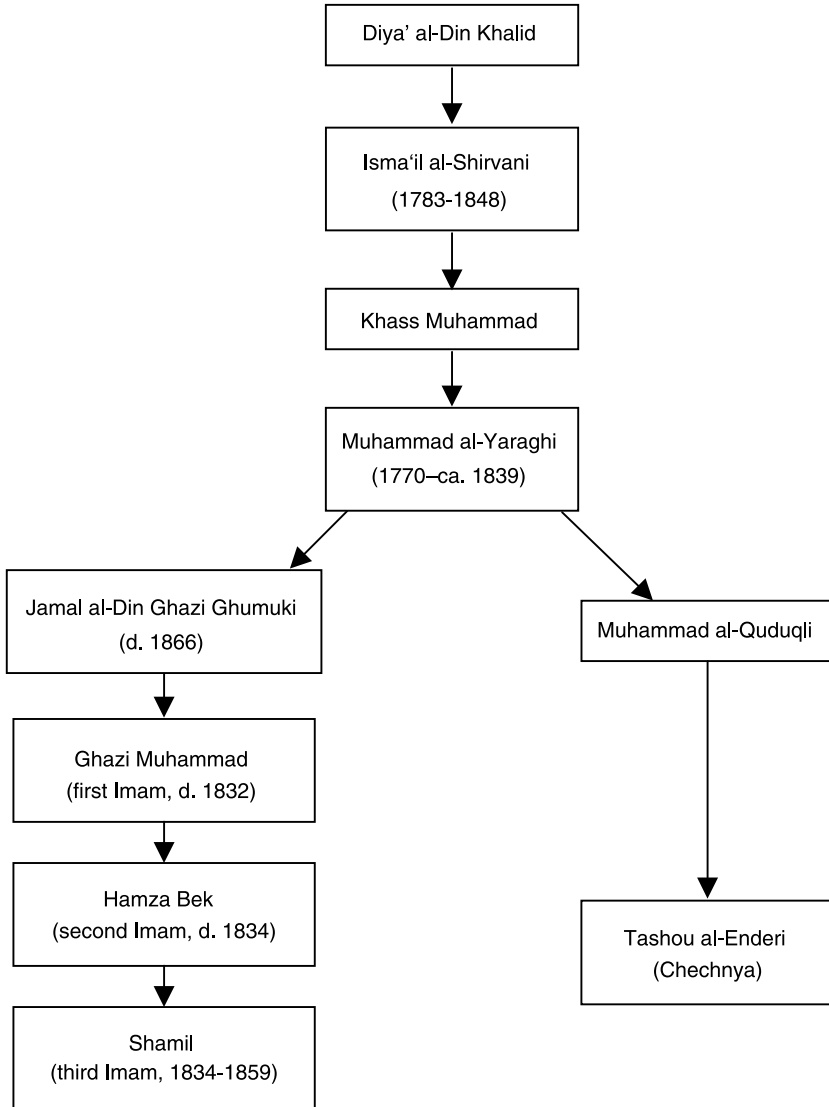 Diya’ al-Din Khalid
Isma‘il al-Shirvani
(1783-1848)
Khass Muhammad
Muhammad al-Yaraghi
(1770–ca. 1839)
Jamal al-Din Ghazi Ghumuki
(d. 1866)
Muhammad al-Quduqli
Ghazi Muhammad
(first Imam, d. 1832)
Hamza Bek
(second Imam, d. 1834)
Tashou al-Enderi
(Chechnya)
Shamil
(third Imam, 1834-1859)